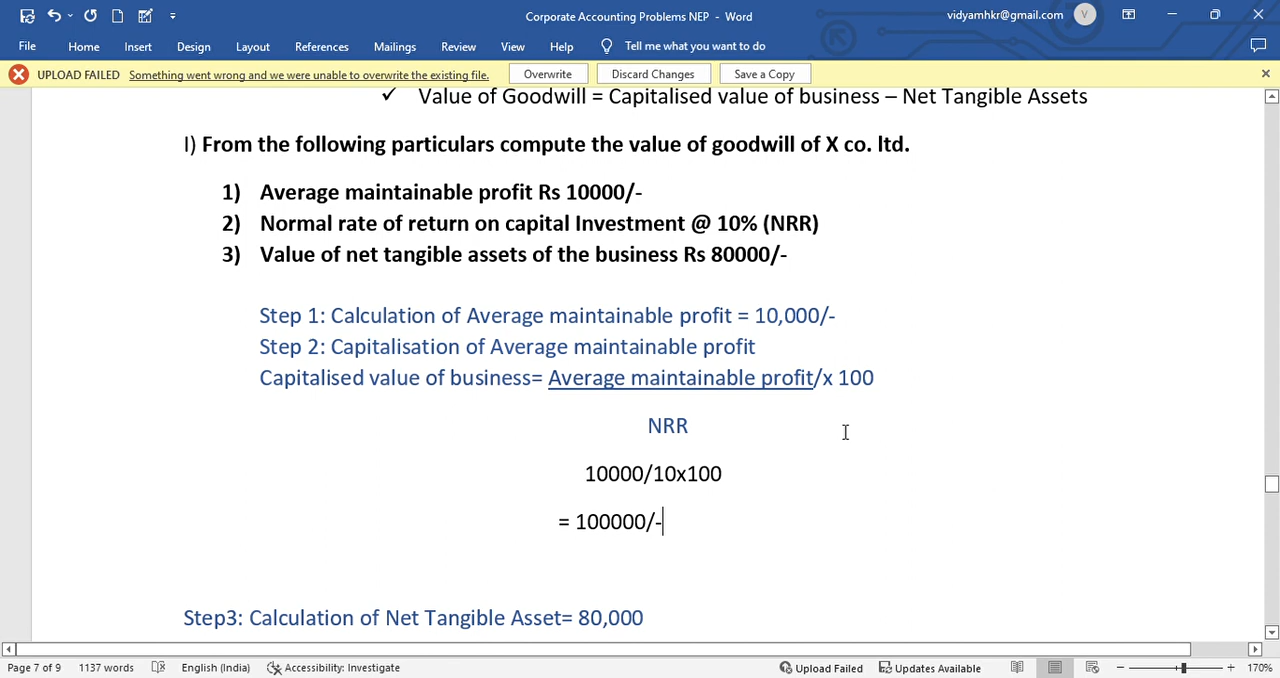 Corporate Accounting Problems NEP - Word
vidyamhkr@gmail.com
V
File Home Insert Design Layout References Mailings Review View Help Tell me what you want to do
UPLOAD FAILED Something went wrong and we were unable to overwrite the existing file. Overwrite Discard Changes Save a Copy
✓ Value of Goodwill = Capitalised value of business – Net Tangible Assets
I) From the following particulars compute the value of goodwill of X co. ltd.
1) Average maintainable profit Rs 10000/-
2) Normal rate of return on capital Investment @ 10% (NRR)
3) Value of net tangible assets of the business Rs 80000/-
Step 1: Calculation of Average maintainable profit = 10,000/-
Step 2: Capitalisation of Average maintainable profit
Capitalised value of business= Average maintainable profit/x 100
NRR
10000/10x100
= 100000/-
Step3: Calculation of Net Tangible Asset= 80,000
Page 7 of 9 1137 words English (India) Accessibility: Investigate Upload Failed Updates Available 170%